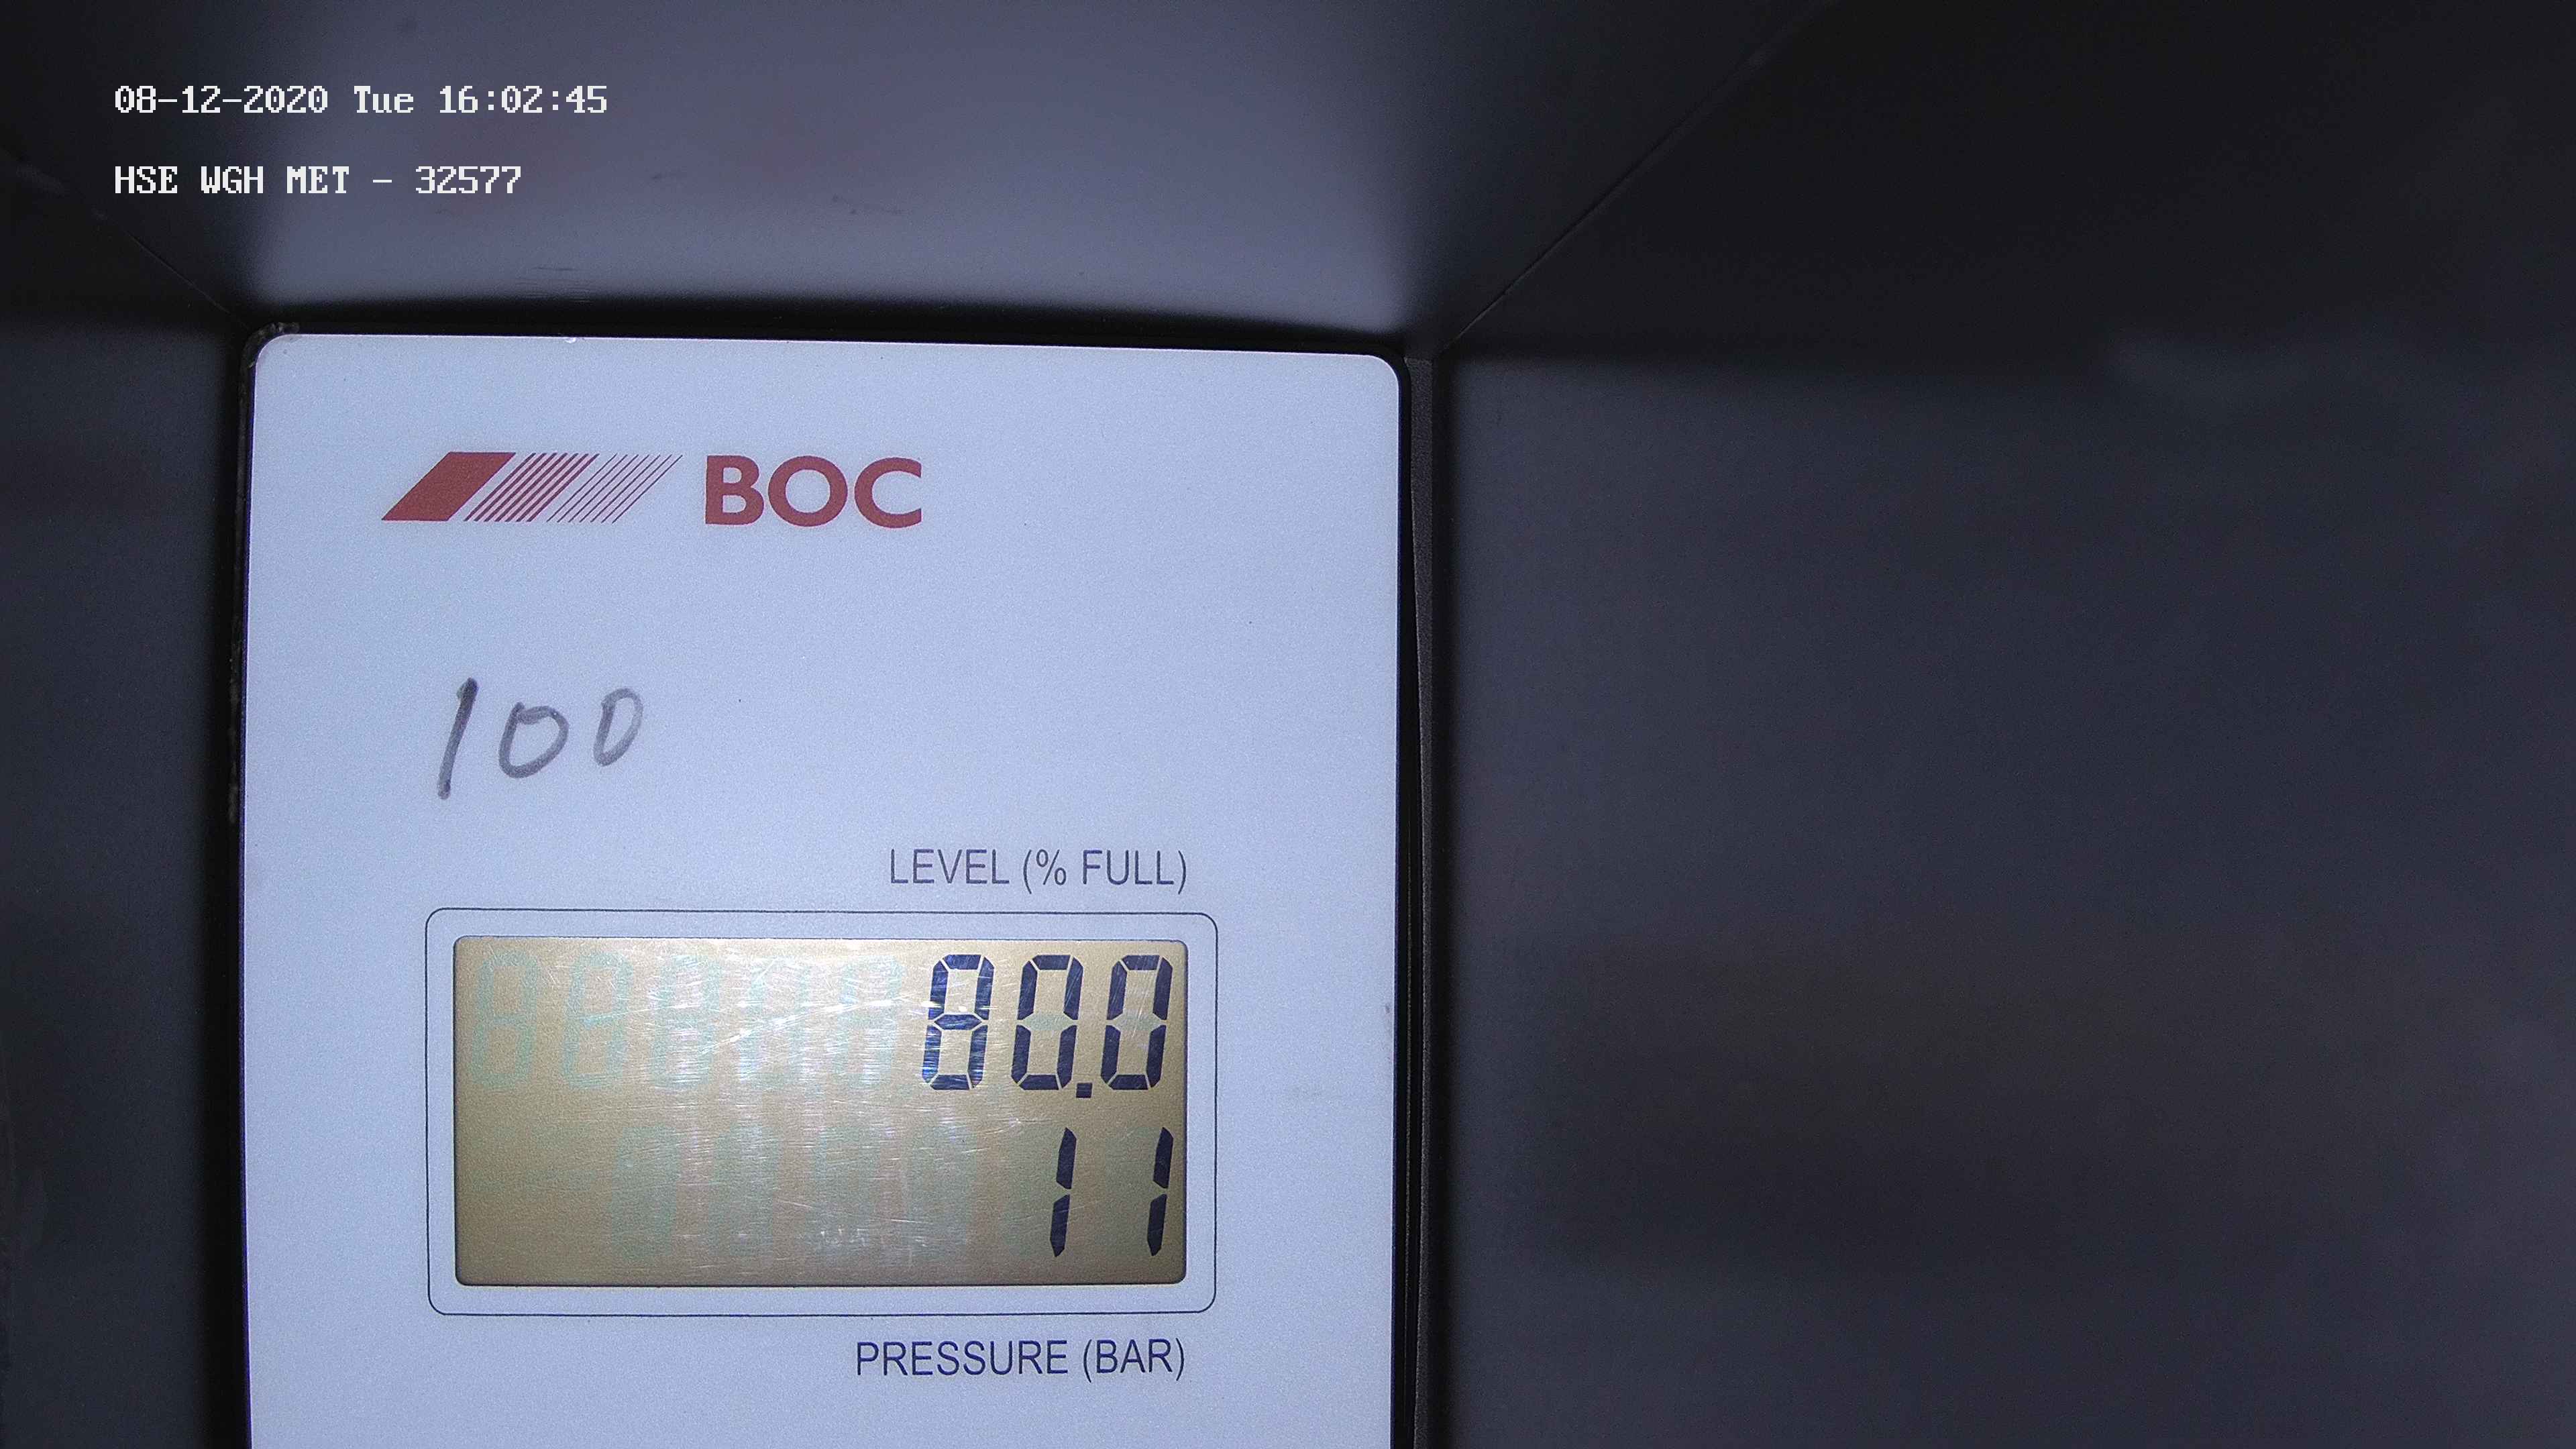 08-12-2020 Tue 16:02:45
HSE WGH MET - 32577
BOC
100
LEVEL (% FULL)
80.0
11
PRESSURE (BAR)